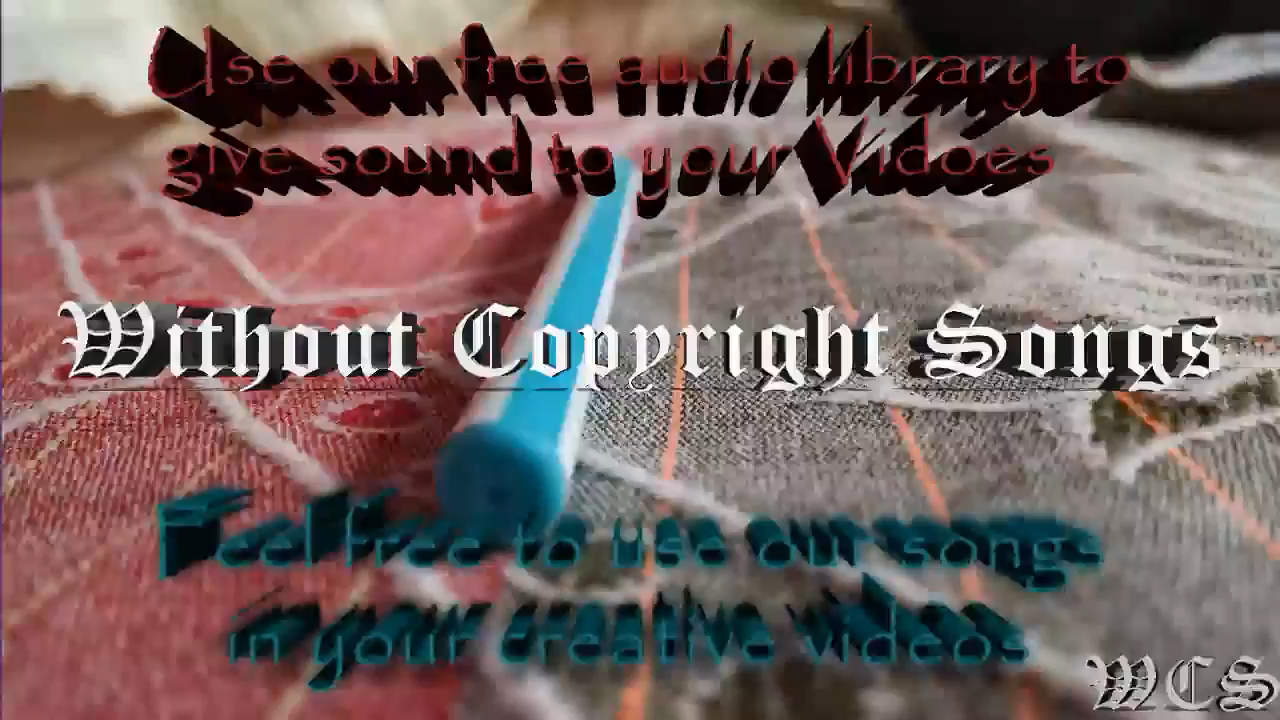 Use our free audio library to
give sound to your Vidoes
Without Copyright Songs
Feel free to use our songs
in your creative videos
WCS